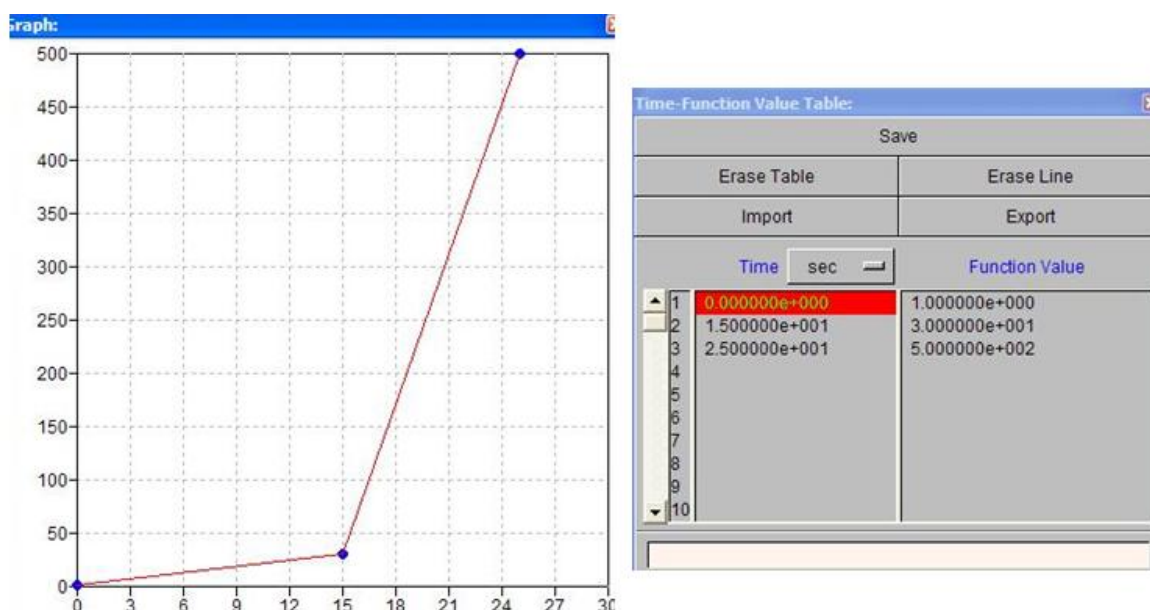 Graph:
500
450
400
350
300
250
200
150
100
50
0
0 3 6 9 12 15 18 21 24 27 30
Time-Function Value Table:
Save
Erase Table Erase Line
Import Export
Time sec Function Value
1 0.000000e+000 1.000000e+000
2 1.500000e+001 3.000000e+001
3 2.500000e+001 5.000000e+002
4
5
6
7
8
9
10